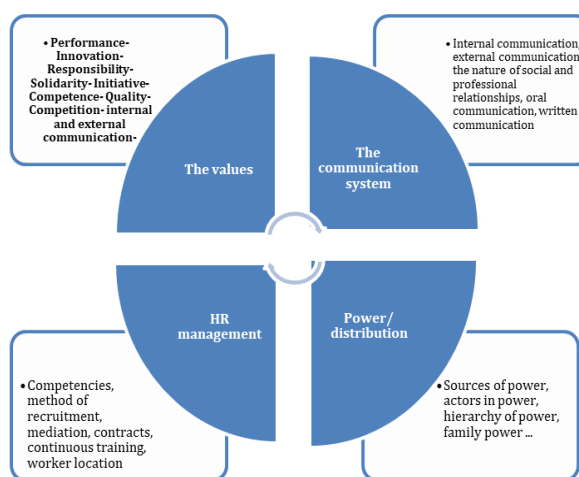 • Performance-
Innovation-
Responsibility-
Solidarity- Initiative-
Competence- Quality-
Competition- internal
and external
communication-
• Internal communication,
external communication
the nature of social and
professional
relationships, oral
communication, written
communication
The values
The
communication
system
HR
management
Power/
distribution
• Competencies,
method of
recruitment,
mediation, contracts,
continuous training,
worker location
• Sources of power,
actors in power,
hierarchy of power,
family power ...